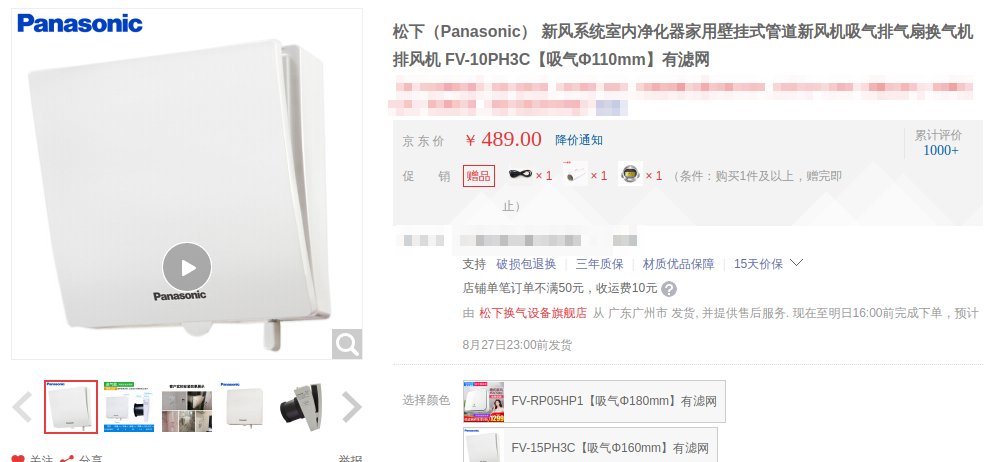 Panasonic
松下（Panasonic） 新风系统室内净化器家用壁挂式管道新风机吸气排气扇换气机
排风机 FV-10PH3C【吸气Φ110mm】有滤网
京 东 价 ￥ 489.00 降价通知
累计评价
1000+
促 销 赠品 × 1 × 1 × 1 （条件：购买1件及以上，赠完即
止）
Panasonic
支持 破损包退换 三年质保 材质优品保障 15天价保
店铺单笔订单不满50元，收运费10元
由 松下换气设备旗舰店 从 广东广州市 发货, 并提供售后服务. 现在至明日16:00前完成下单，预计
8月27日23:00前发货
选择颜色 FV-RP05HP1【吸气Φ180mm】有滤网
FV-15PH3C【吸气Φ160mm】有滤网
关注 分享 举报